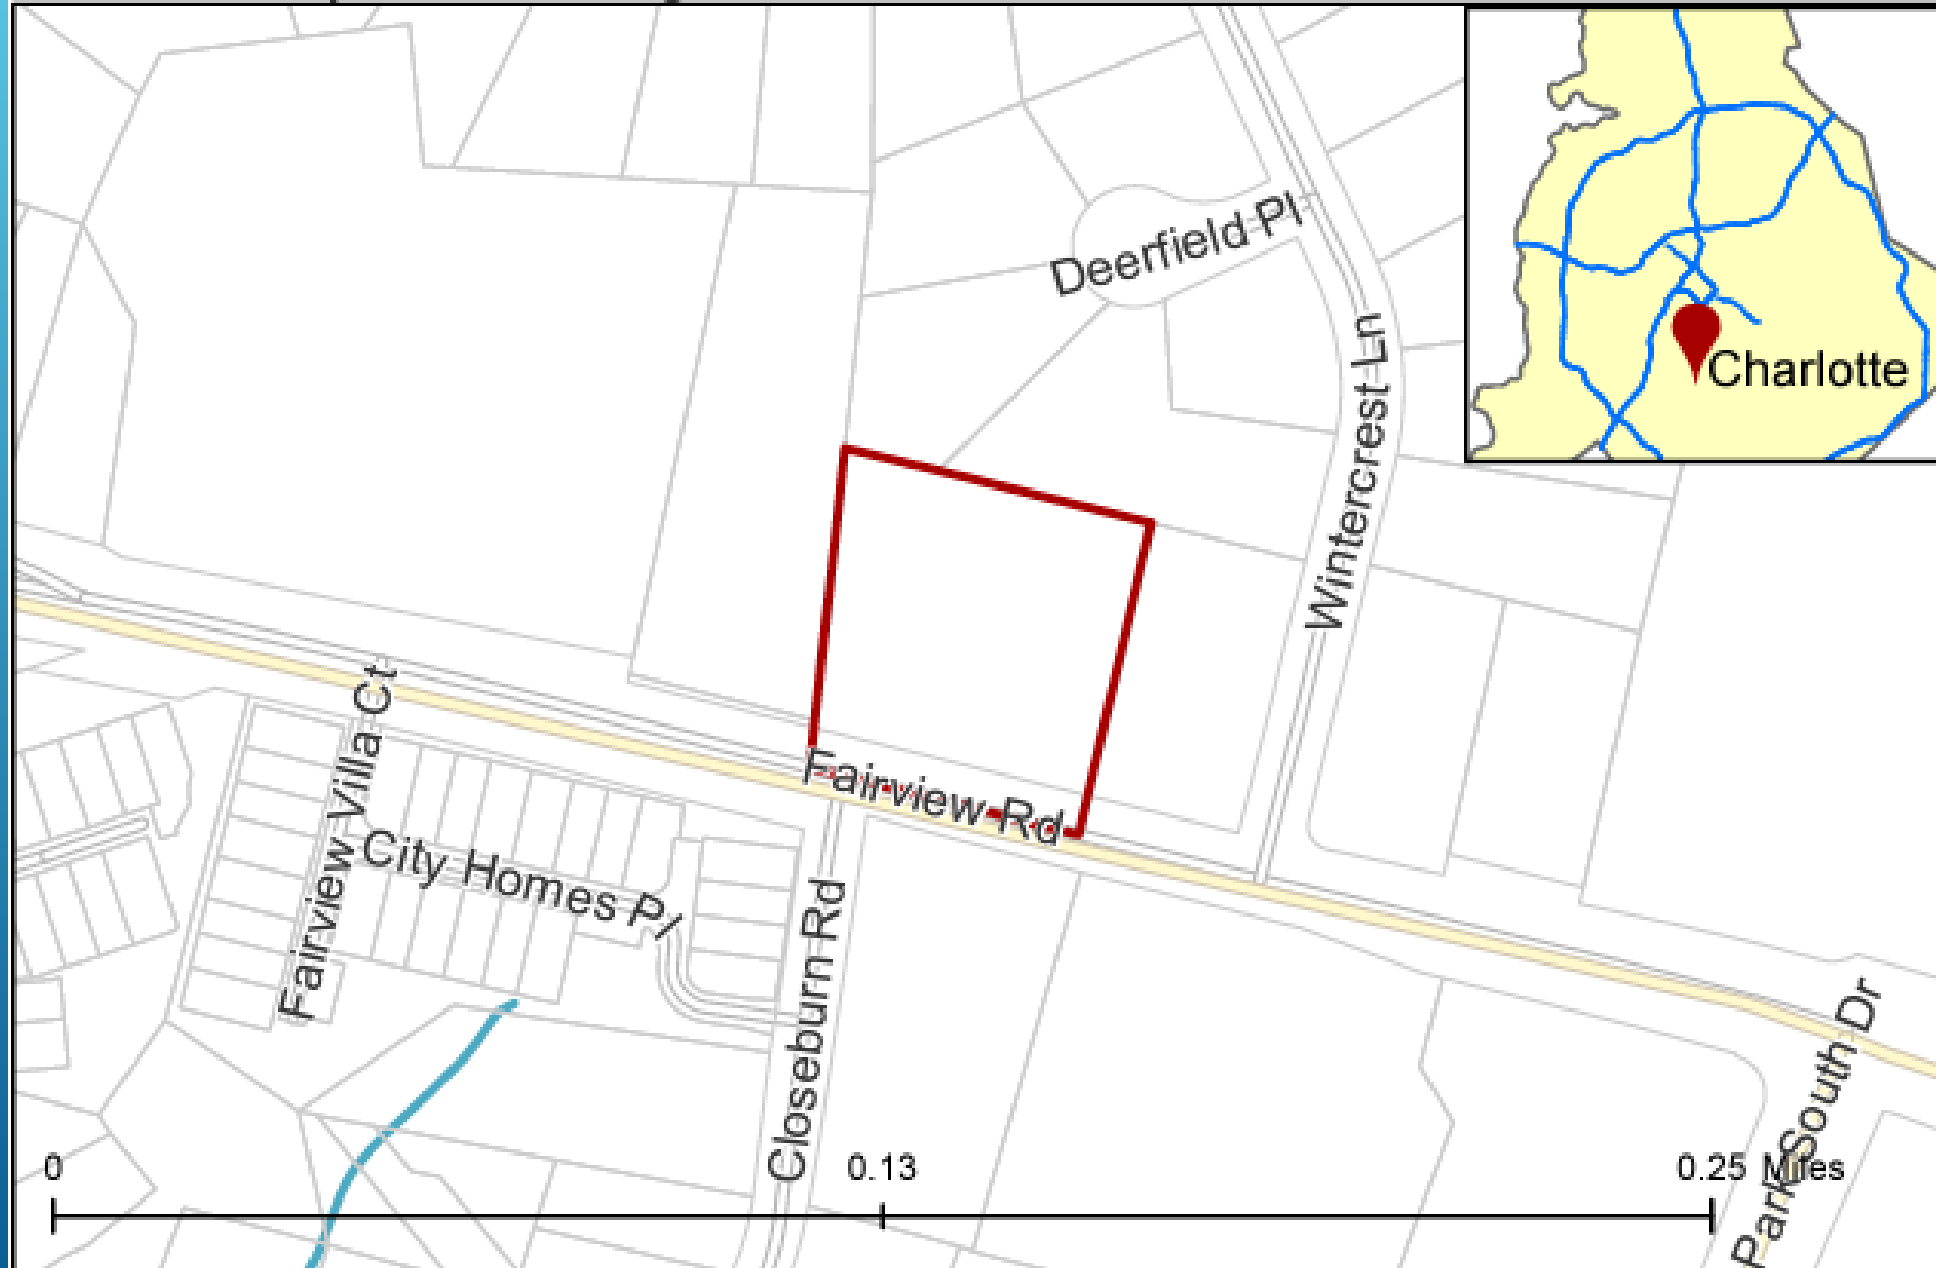 Deerfield Pl
Charlotte
Wintercrest Ln
Fairview Villa Ct
Fairview Rd
City Homes Pl
Closeburn Rd
Park South Dr
0
0.13
0.25 Miles